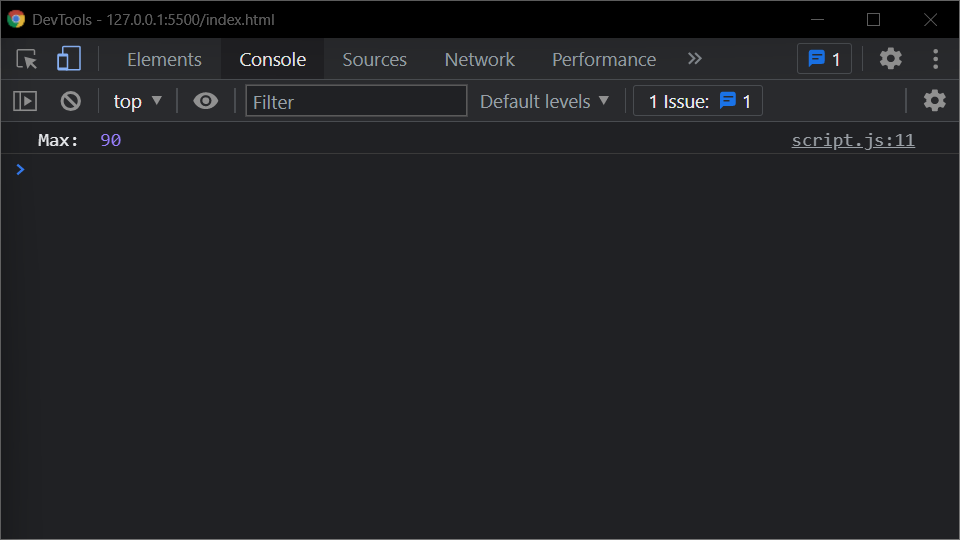 DevTools - 127.0.0.1:5500/index.html
Elements Console Sources Network Performance » 1
top ▼ Filter Default levels ▼ 1 Issue: 1
Max: 90 script.js:11
>